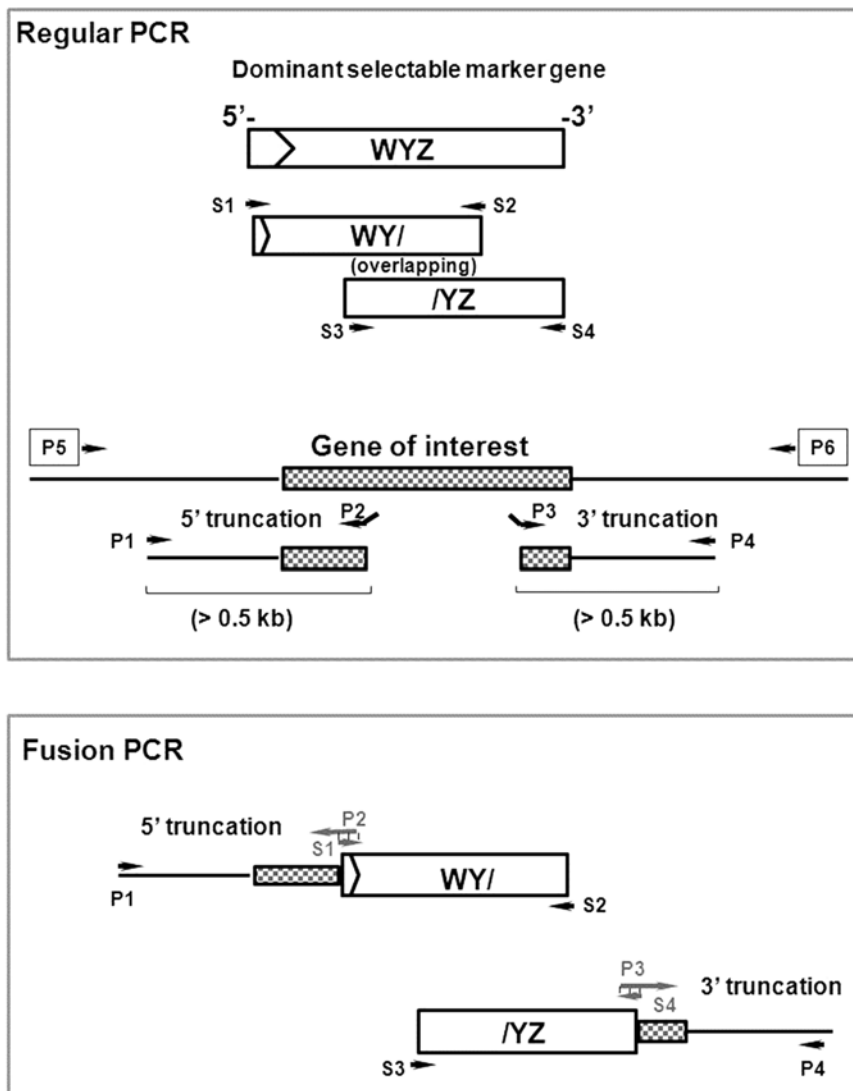 Regular PCR
Dominant selectable marker gene
5’- -3’
WYZ
S1 S2
WY/
(overlapping)
/YZ
S3 S4
P5 Gene of interest P6
5’ truncation P2 P3 3’ truncation
P1 P4
(> 0.5 kb) (> 0.5 kb)
Fusion PCR
5’ truncation P2
S1
WY/
P1 S2
P3 3’ truncation
S4
/YZ
S3 P4